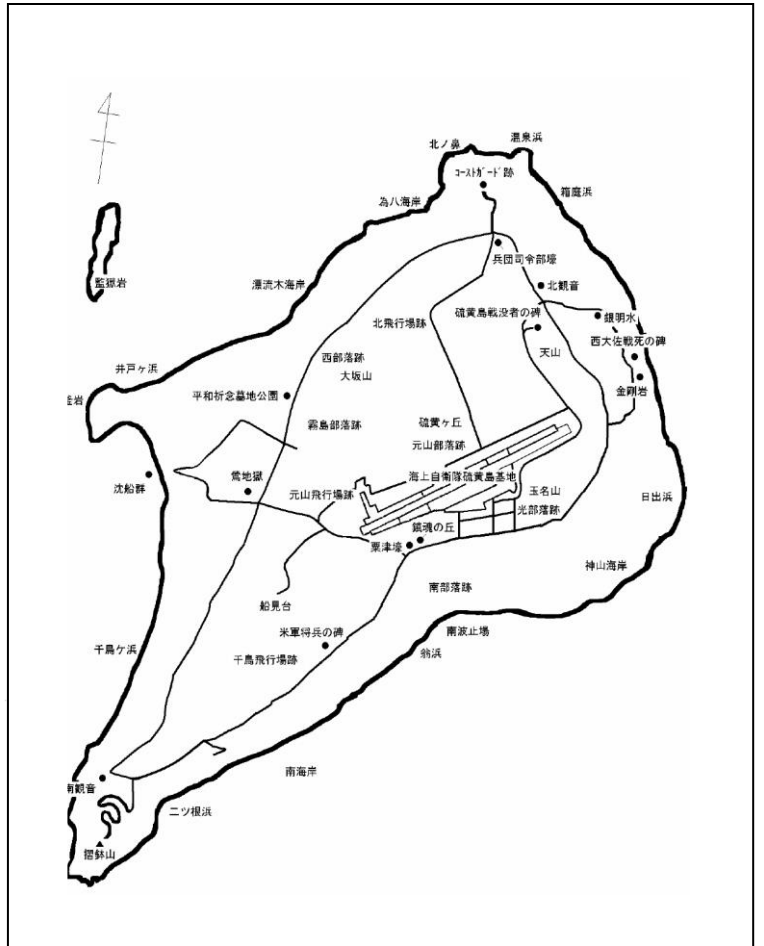 北ノ鼻
温泉浜
コーストガード跡
箱庭浜
為八海岸
兵団司令部壕
監獄岩
漂流木海岸
北観音
硫黄島戦没者の碑
銀明水
北飛行場跡
西大佐戦死の碑
西部落跡
天山
井戸ヶ浜
大坂山
金剛岩
平和祈念墓地公園
釜岩
硫黄ヶ丘
霧島部落跡
元山部落跡
海上自衛隊硫黄島基地
沈船群
鶯地獄
元山飛行場跡
玉名山
日出浜
光部落跡
鎮魂の丘
粟津壕
神山海岸
南部落跡
船見台
米軍将兵の碑
南波止場
千鳥ヶ浜
千鳥飛行場跡
翁浜
南海岸
南観音
二ツ根浜
摺鉢山